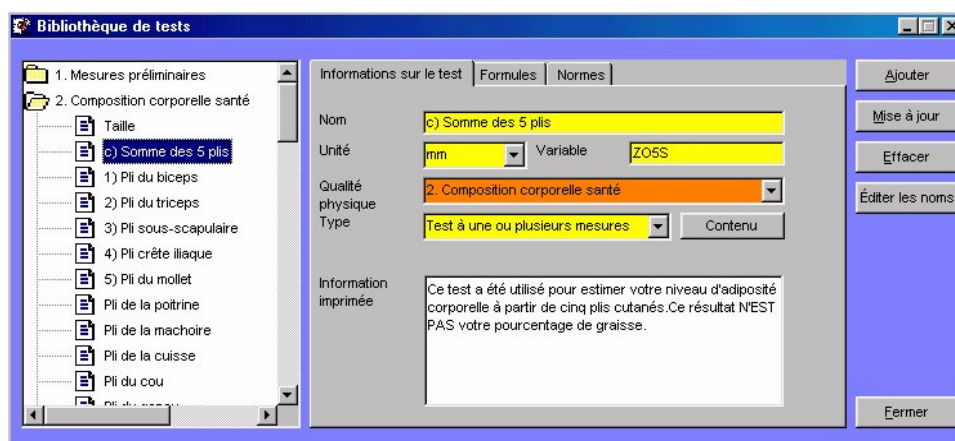 Bibliothèque de tests
1. Mesures préliminaires
2. Composition corporelle santé
Taille
c) Somme des 5 plis
1) Pli du biceps
2) Pli du triceps
3) Pli sous-scapulaire
4) Pli crête iliaque
5) Pli du mollet
Pli de la poitrine
Pli de la machoire
Pli de la cuisse
Pli du cou
Informations sur le test Formules Normes
Nom c) Somme des 5 plis
Unité mm Variable ZO5S
Qualité physique 2. Composition corporelle santé
Type Test à une ou plusieurs mesures Contenu
Information
imprimée
Ce test a été utilisé pour estimer votre niveau d'adiposité
corporelle à partir de cinq plis cutanés.Ce résultat N'EST
PAS votre pourcentage de graisse.
Ajouter
Mise à jour
Effacer
Éditer les noms
Fermer